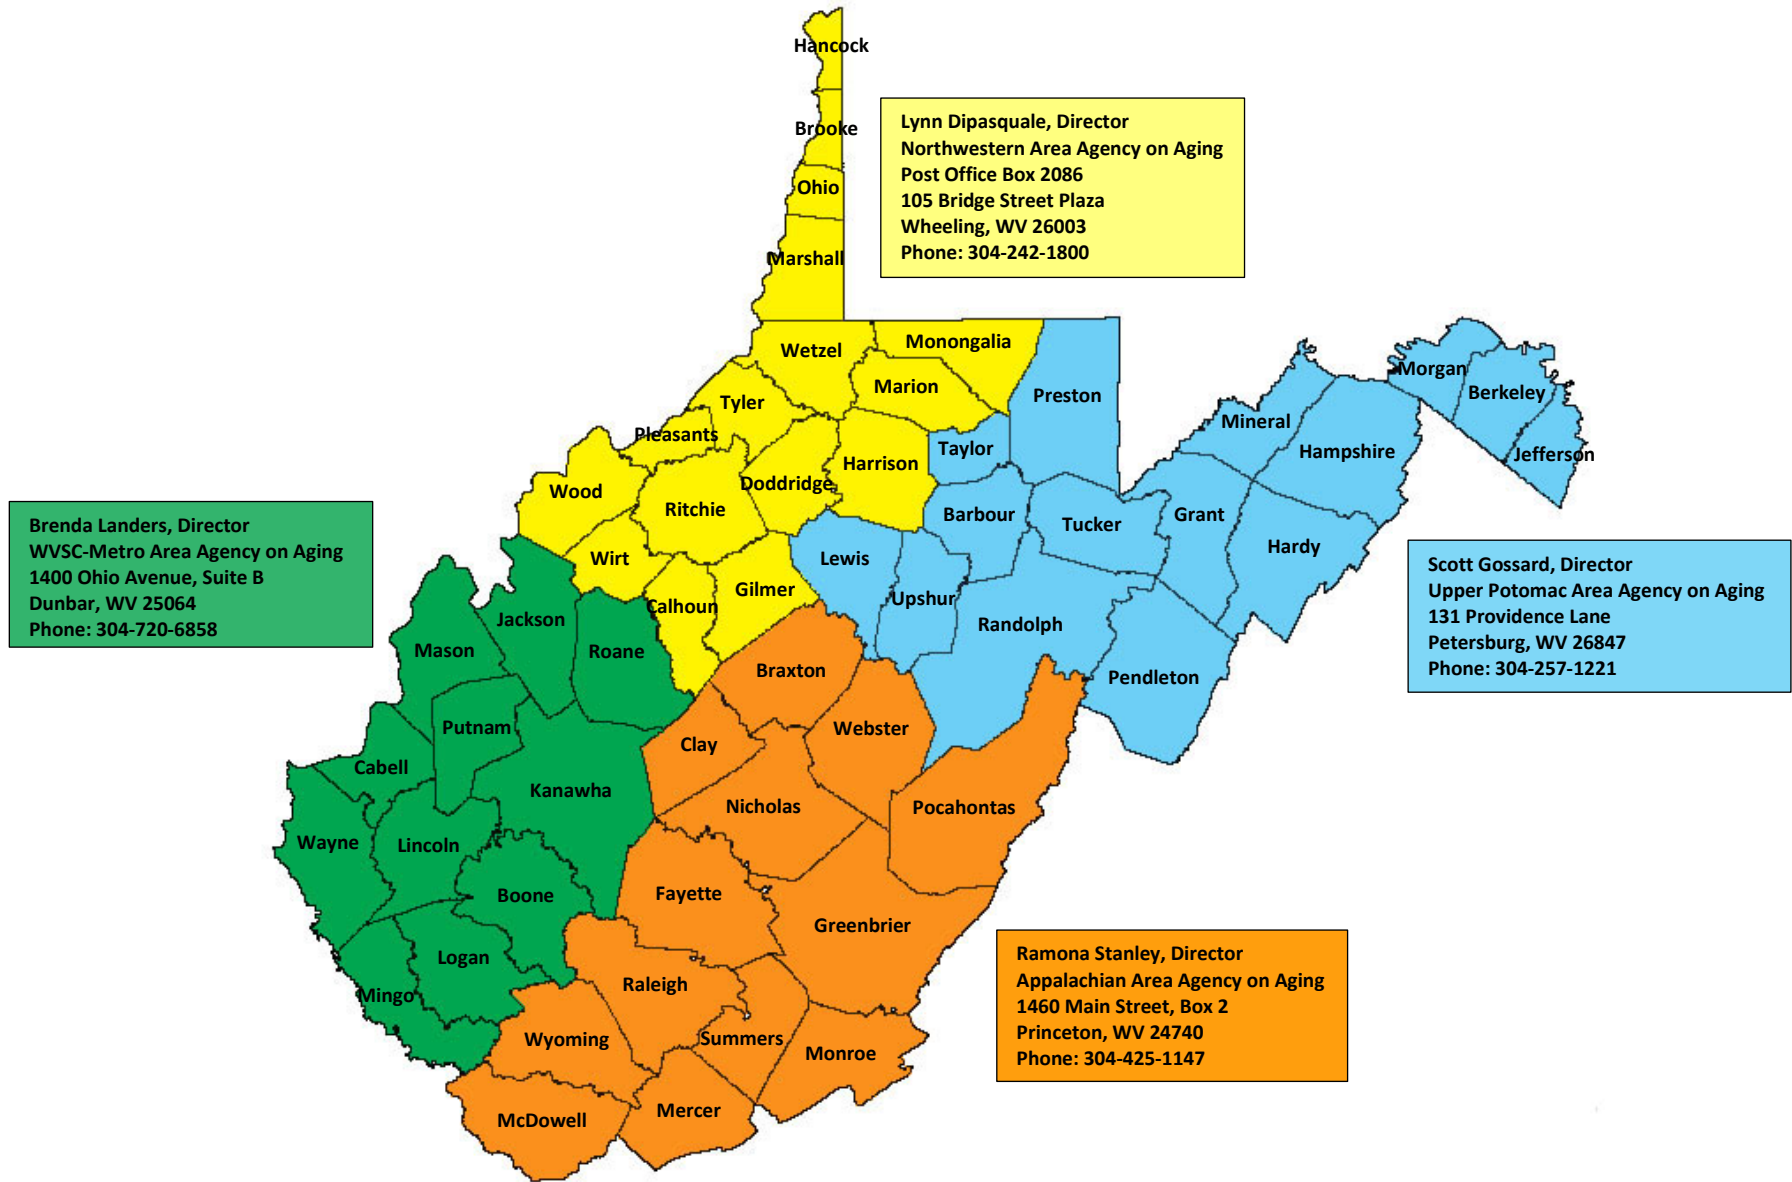 Hancock
Brooke
Ohio
Marshall
Lynn Dipasquale, Director
Northwestern Area Agency on Aging
Post Office Box 2086
105 Bridge Street Plaza
Wheeling, WV 26003
Phone: 304-242-1800
Wetzel
Monongalia
Marion
Tyler
Pleasants
Preston
Morgan
Berkeley
Jefferson
Mineral
Hampshire
Taylor
Harrison
Doddridge
Wood
Ritchie
Barbour
Tucker
Grant
Hardy
Brenda Landers, Director
WVSC-Metro Area Agency on Aging
1400 Ohio Avenue, Suite B
Dunbar, WV 25064
Phone: 304-720-6858
Wirt
Lewis
Gilmer
Calhoun
Upshur
Randolph
Scott Gossard, Director
Upper Potomac Area Agency on Aging
131 Providence Lane
Petersburg, WV 26847
Phone: 304-257-1221
Jackson
Mason
Roane
Braxton
Pendleton
Putnam
Clay
Webster
Cabell
Kanawha
Nicholas
Pocahontas
Wayne
Lincoln
Boone
Fayette
Greenbrier
Logan
Mingo
Raleigh
Ramona Stanley, Director
Appalachian Area Agency on Aging
1460 Main Street, Box 2
Princeton, WV 24740
Phone: 304-425-1147
Wyoming
Summers
Monroe
McDowell
Mercer